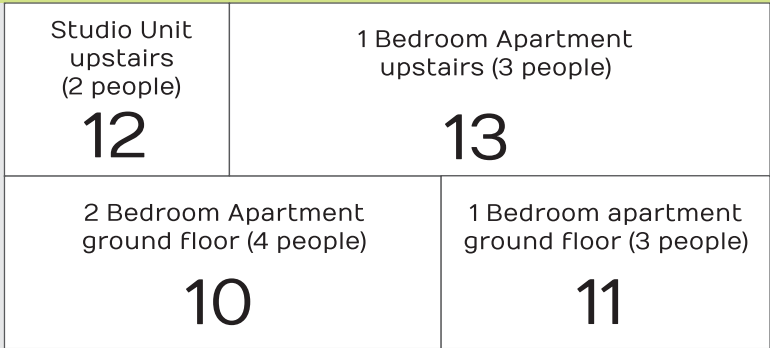 Studio Unit
upstairs
(2 people)
12
1 Bedroom Apartment
upstairs (3 people)
13
2 Bedroom Apartment
ground floor (4 people)
10
1 Bedroom apartment
ground floor (3 people)
11